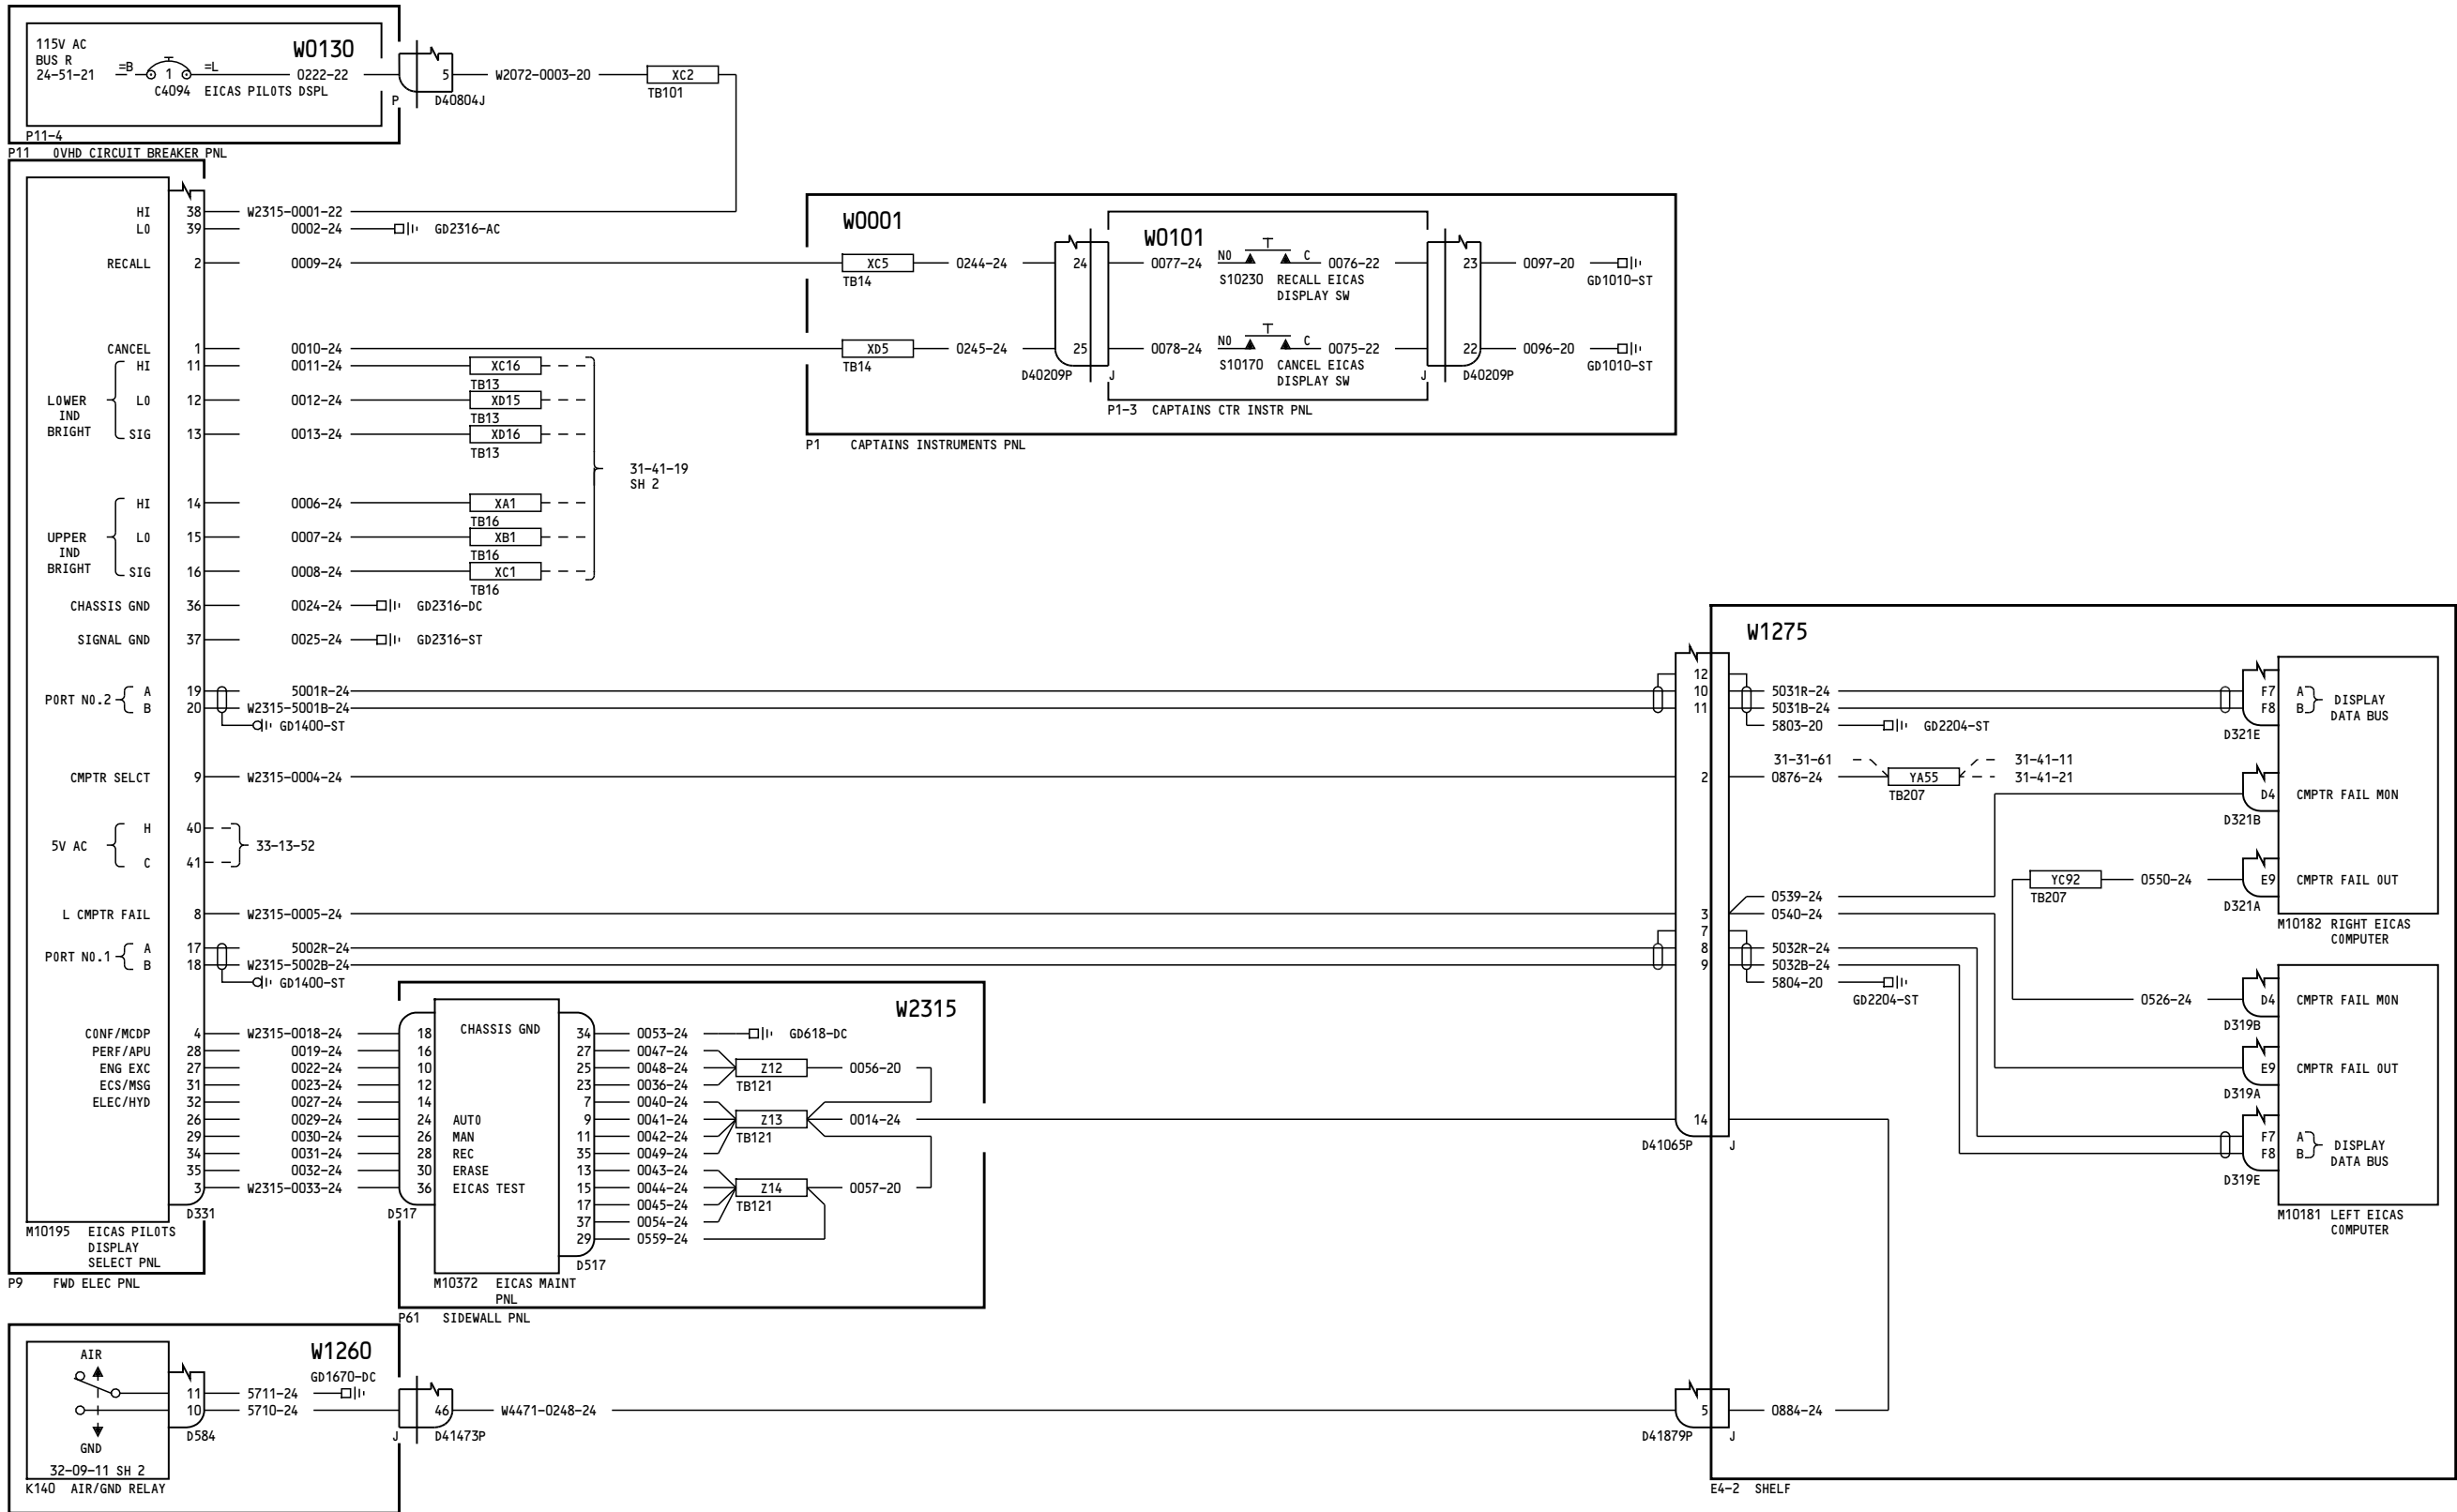 115V AC
BUS R
24-51-21
=B
1
=L
W0130
0222-22
C4094 EICAS PILOTS DSPL
P11-4
P11 OVHD CIRCUIT BREAKER PNL
P
5
D40804J
W2072-0003-20
XC2
TB101
HI 38 W2315-0001-22
LO 39 0002-24 GD2316-AC
RECALL 2 0009-24
CANCEL 1 0010-24
LOWER
IND
BRIGHT
HI 11 0011-24 XC16
TB13
LO 12 0012-24 XD15
TB13
SIG 13 0013-24 XD16
TB13
31-41-19
SH 2
UPPER
IND
BRIGHT
HI 14 0006-24 XA1
TB16
LO 15 0007-24 XB1
TB16
SIG 16 0008-24 XC1
TB16
CHASSIS GND 36 0024-24 GD2316-DC
SIGNAL GND 37 0025-24 GD2316-ST
PORT NO.2
A 19 5001R-24
B 20 W2315-5001B-24
GD1400-ST
CMPTR SELCT 9 W2315-0004-24
5V AC
H 40
C 41
33-13-52
L CMPTR FAIL 8 W2315-0005-24
PORT NO.1
A 17 5002R-24
B 18 W2315-5002B-24
GD1400-ST
CONF/MCDP 4 W2315-0018-24 18
PERF/APU 28 0019-24 16
ENG EXC 27 0022-24 10
ECS/MSG 31 0023-24 12
ELEC/HYD 32 0027-24 14
26 0029-24 24 AUTO
29 0030-24 26 MAN
34 0031-24 28 REC
35 0032-24 30 ERASE
3 W2315-0033-24 36 EICAS TEST
D331
D517
M10195 EICAS PILOTS
DISPLAY
SELECT PNL
P9 FWD ELEC PNL
W0001
XC5
TB14
0244-24
24
XD5
TB14
0245-24
25
D40209P
J
W0101
0077-24
NO
C
0076-22
S10230 RECALL EICAS
DISPLAY SW
0078-24
NO
C
0075-22
S10170 CANCEL EICAS
DISPLAY SW
P1-3 CAPTAINS CTR INSTR PNL
23
0097-20
GD1010-ST
22
0096-20
GD1010-ST
J
D40209P
P1 CAPTAINS INSTRUMENTS PNL
W2315
CHASSIS GND 34 0053-24 GD618-DC
27 0047-24
25 0048-24 Z12 0056-20
23 0036-24 TB121
7 0040-24
9 0041-24 Z13 0014-24
11 0042-24 TB121
35 0049-24
13 0043-24
15 0044-24 Z14 0057-20
17 0045-24 TB121
37 0054-24
29 0559-24
D517
M10372 EICAS MAINT
PNL
P61 SIDEWALL PNL
W1275
12
10 5031R-24
11 5031B-24
5803-20 GD2204-ST
31-31-61
31-41-11
2 0876-24 YA55 31-41-21
TB207
0539-24
3 0540-24
7
8 5032R-24
9 5032B-24
5804-20
GD2204-ST
14
D41065P
J
YC92
TB207
0550-24
0526-24
F7 A
F8 B
DISPLAY
DATA BUS
D321E
D4 CMPTR FAIL MON
D321B
E9 CMPTR FAIL OUT
D321A
M10182 RIGHT EICAS
COMPUTER
D4 CMPTR FAIL MON
D319B
E9 CMPTR FAIL OUT
D319A
F7 A
F8 B
DISPLAY
DATA BUS
D319E
M10181 LEFT EICAS
COMPUTER
W1260
AIR
GND
GD1670-DC
11 5711-24
10 5710-24
D584
32-09-11 SH 2
K140 AIR/GND RELAY
J
46
D41473P
W4471-0248-24
5
D41879P
J
0884-24
E4-2 SHELF